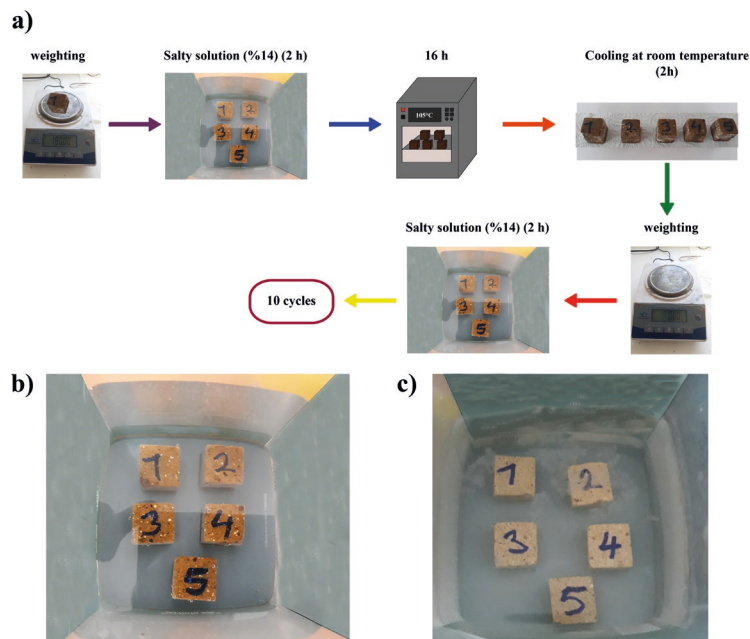 a)
weighting
Salty solution (%14) (2 h)
16 h
Cooling at room temperature
(2h)
1
1 2
3 4
5
105°C
1 2 3 4 5
Salty solution (%14) (2 h)
weighting
10 cycles
1 2
3 4
5
b)
c)
1 2
3 4
5
1 2
3 4
5